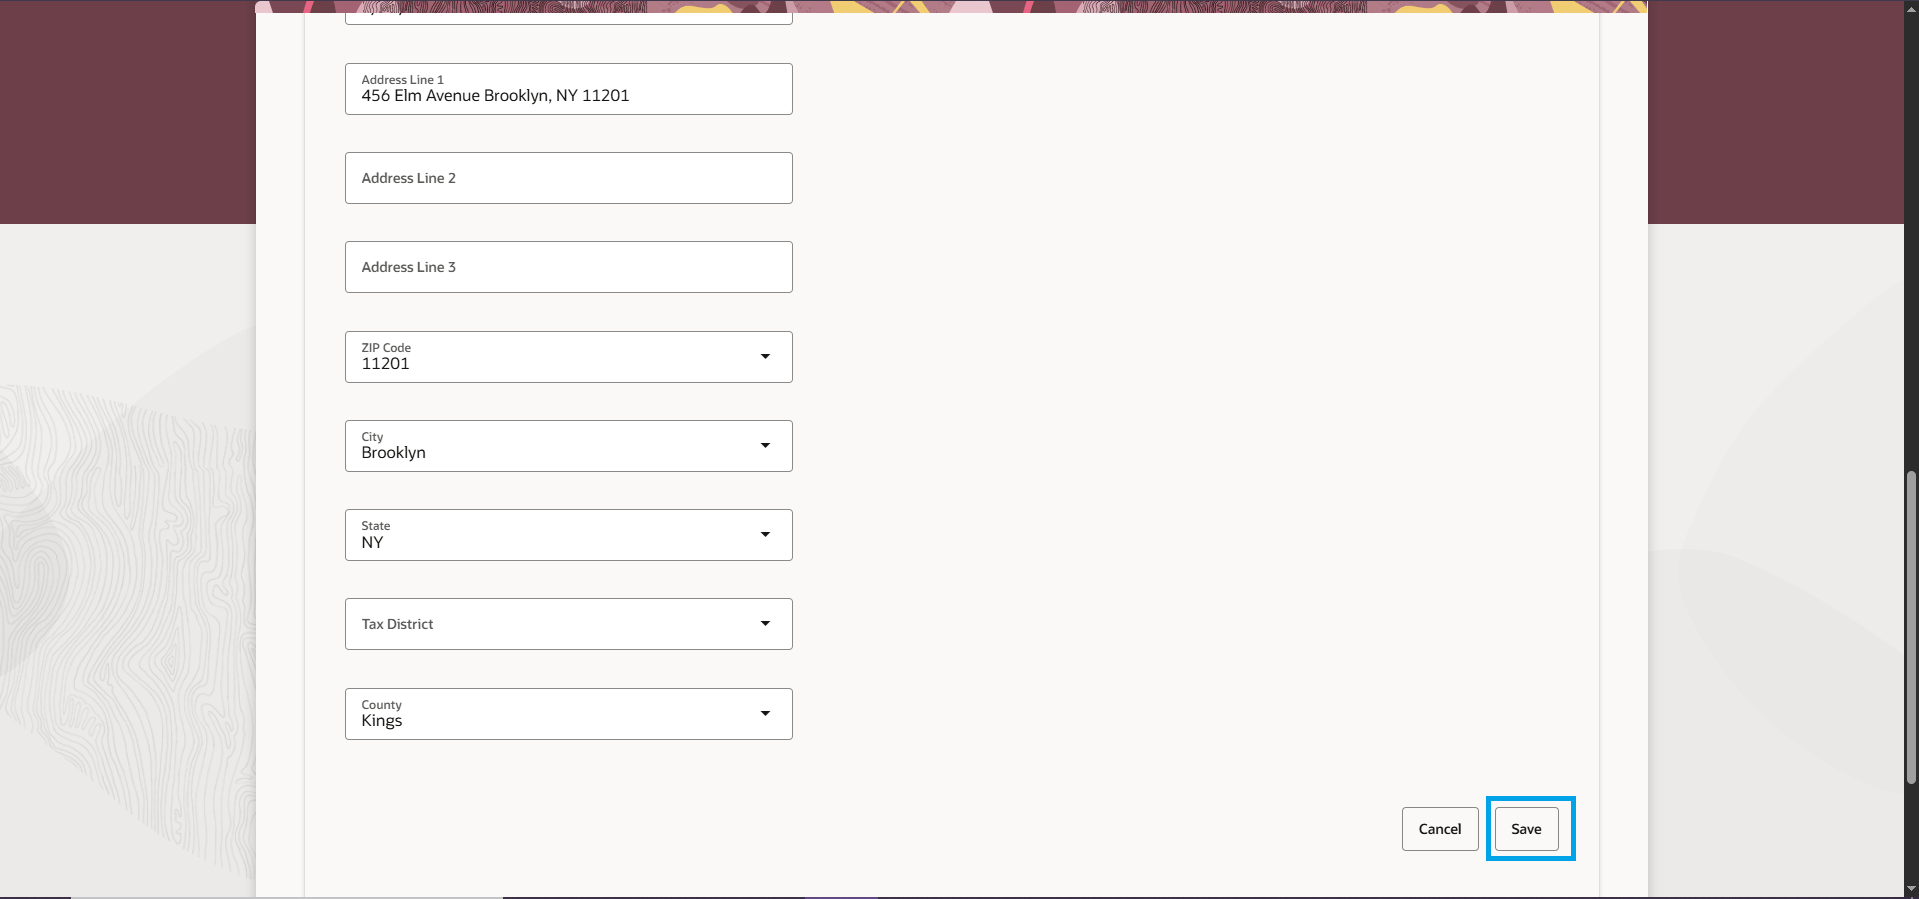 Address Line 1
456 Elm Avenue Brooklyn, NY 11201
Address Line 2
Address Line 3
ZIP Code
11201
City
Brooklyn
State
NY
Tax District
County
Kings
Cancel
Save